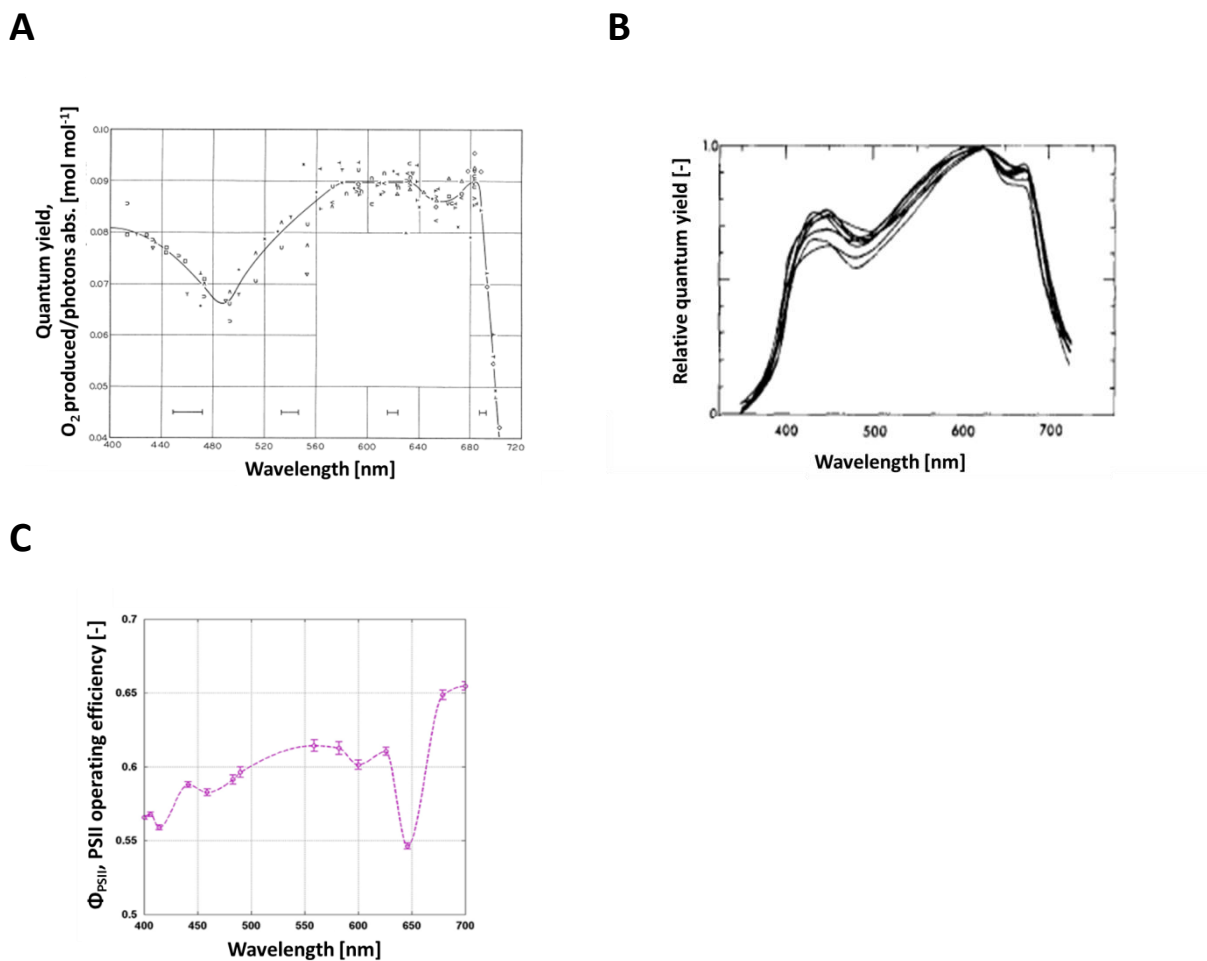 A
B
Quantum yield,
O₂ produced/photons abs. [mol mol⁻¹]
0.10
0.09
0.08
0.07
0.06
0.05
0.04
400 440 480 520 560 600 640 680 720
Wavelength [nm]
Relative quantum yield [-]
1.0
0
400 500 600 700
Wavelength [nm]
C
Φ_PSII, PSII operating efficiency [-]
0.7
0.65
0.6
0.55
0.5
400 450 500 550 600 650 700
Wavelength [nm]